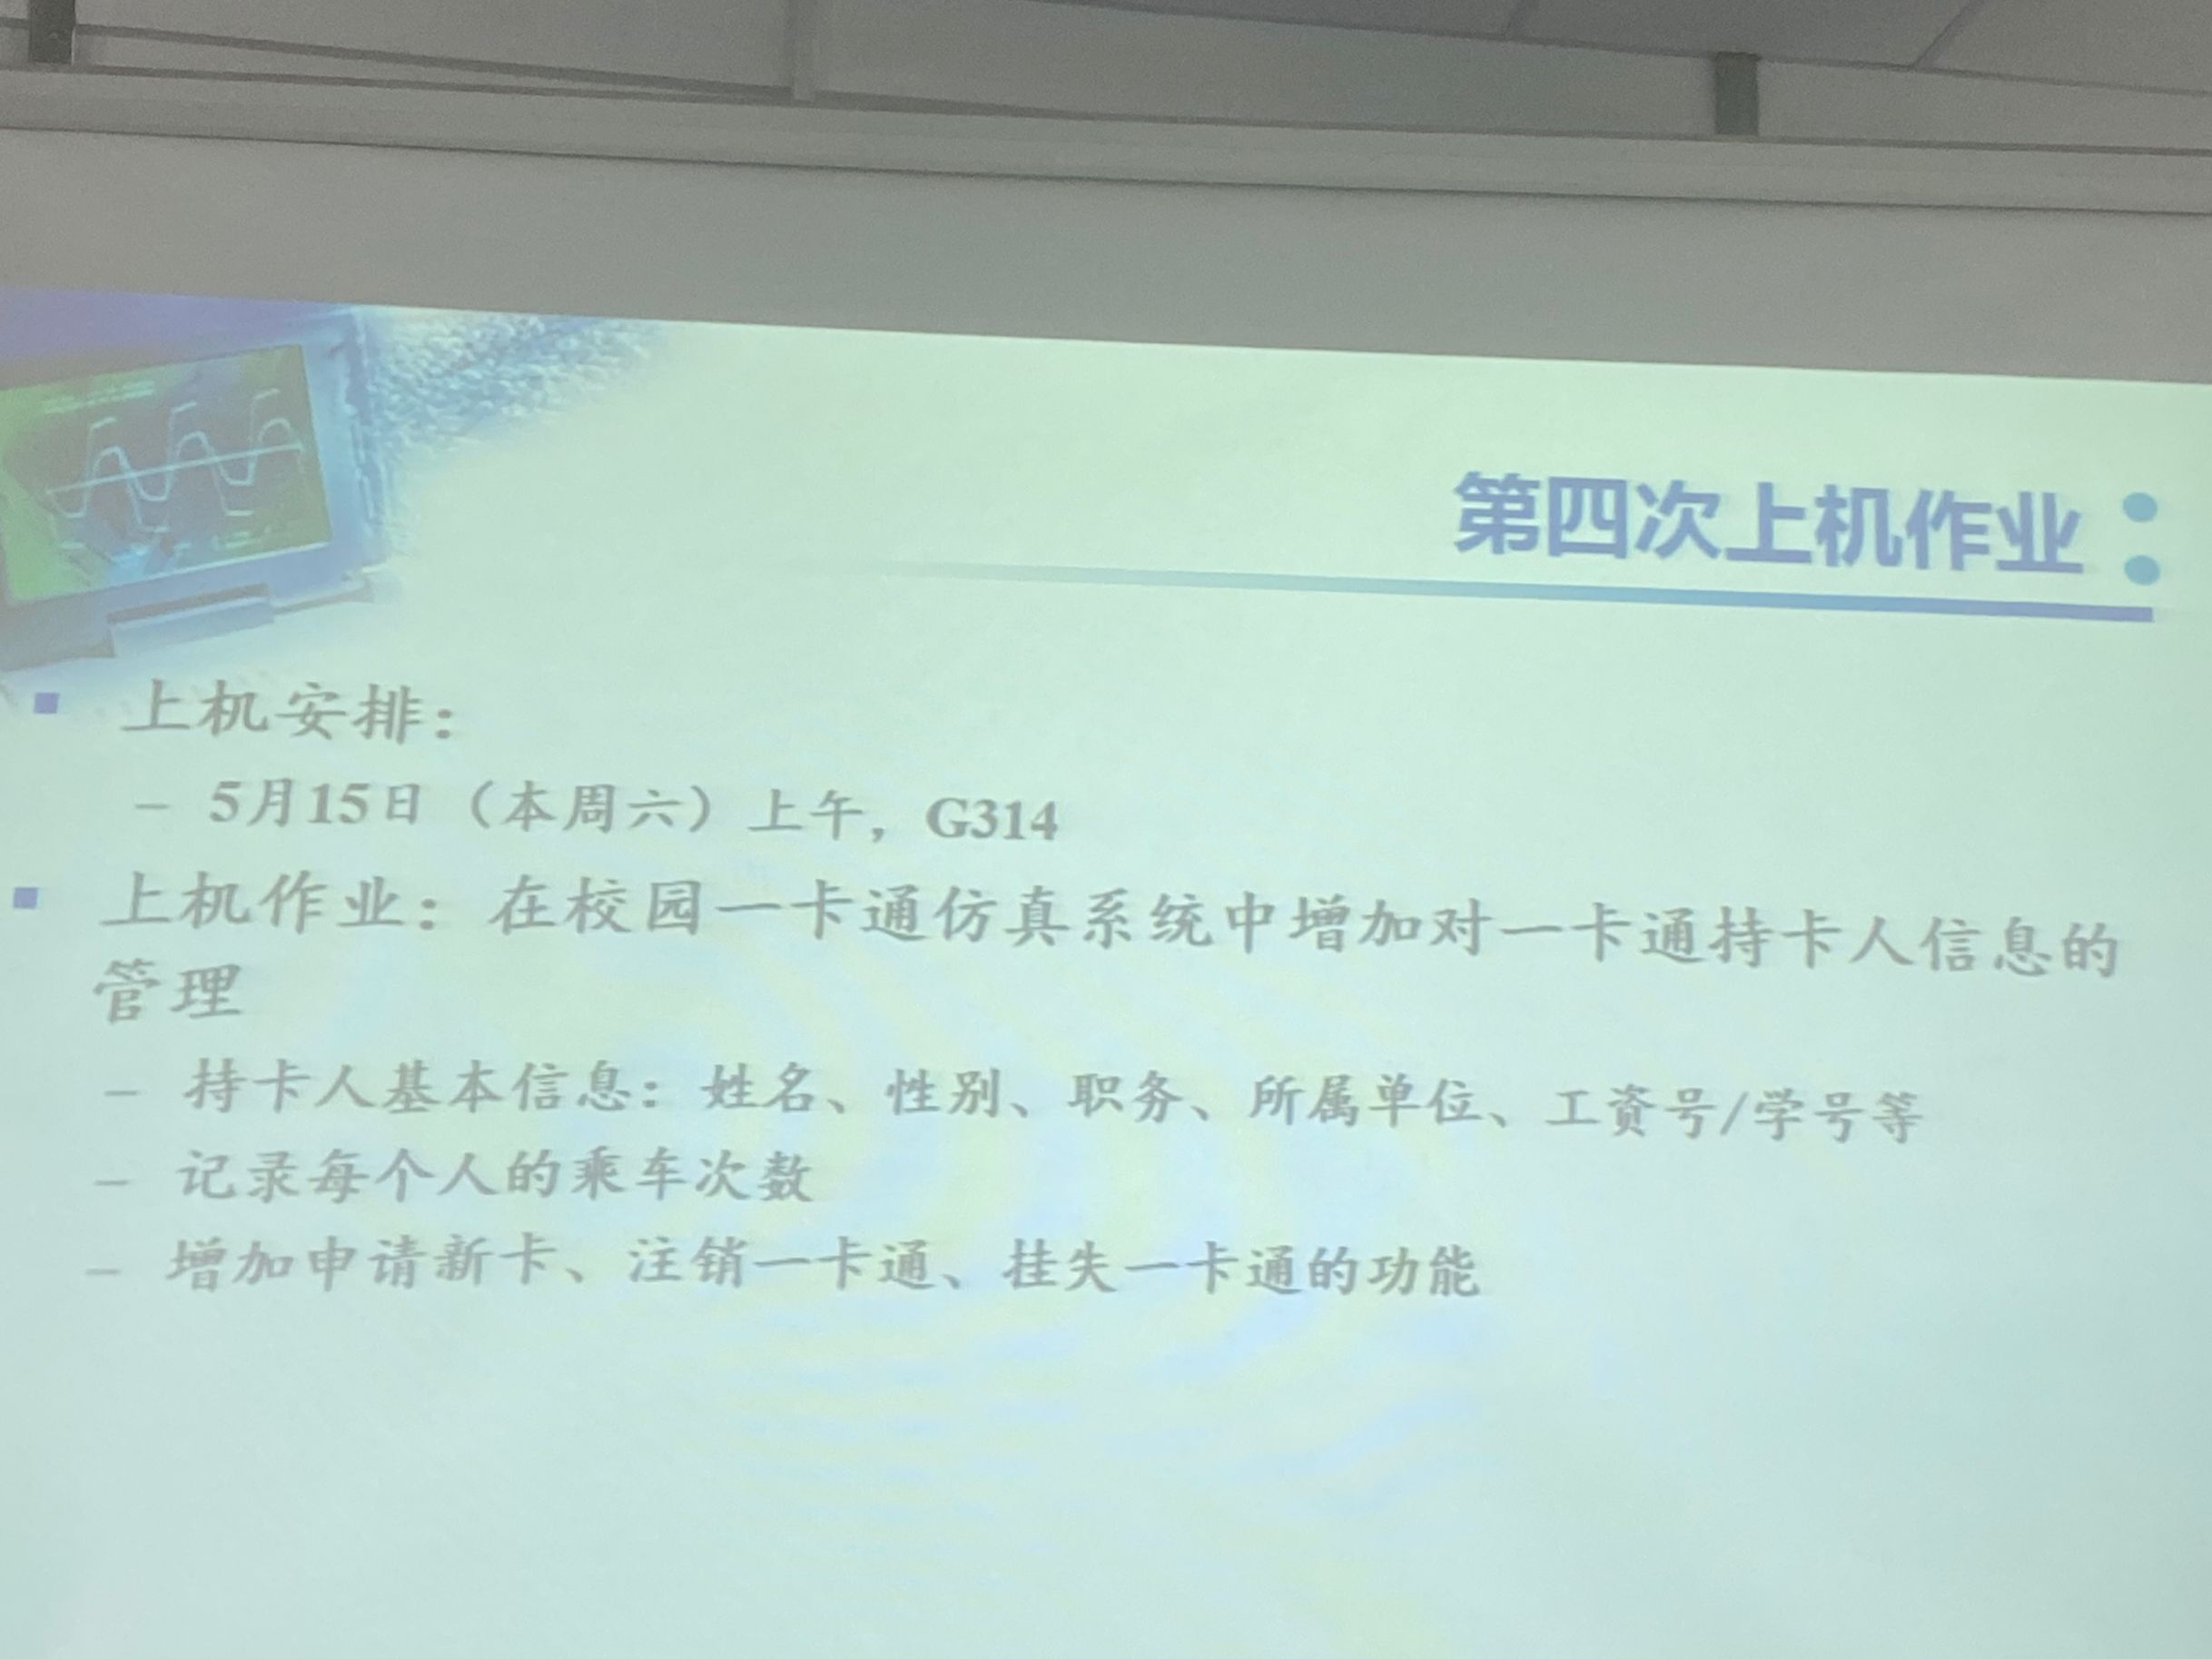 第四次上机作业
上机安排：
– 5月15日（本周六）上午，G314
上机作业：在校园一卡通仿真系统中增加对一卡通持卡人信息的
管理
– 持卡人基本信息：姓名、性别、职务、所属单位、工资号/学号等
– 记录每个人的乘车次数
– 增加申请新卡、注销一卡通、挂失一卡通的功能